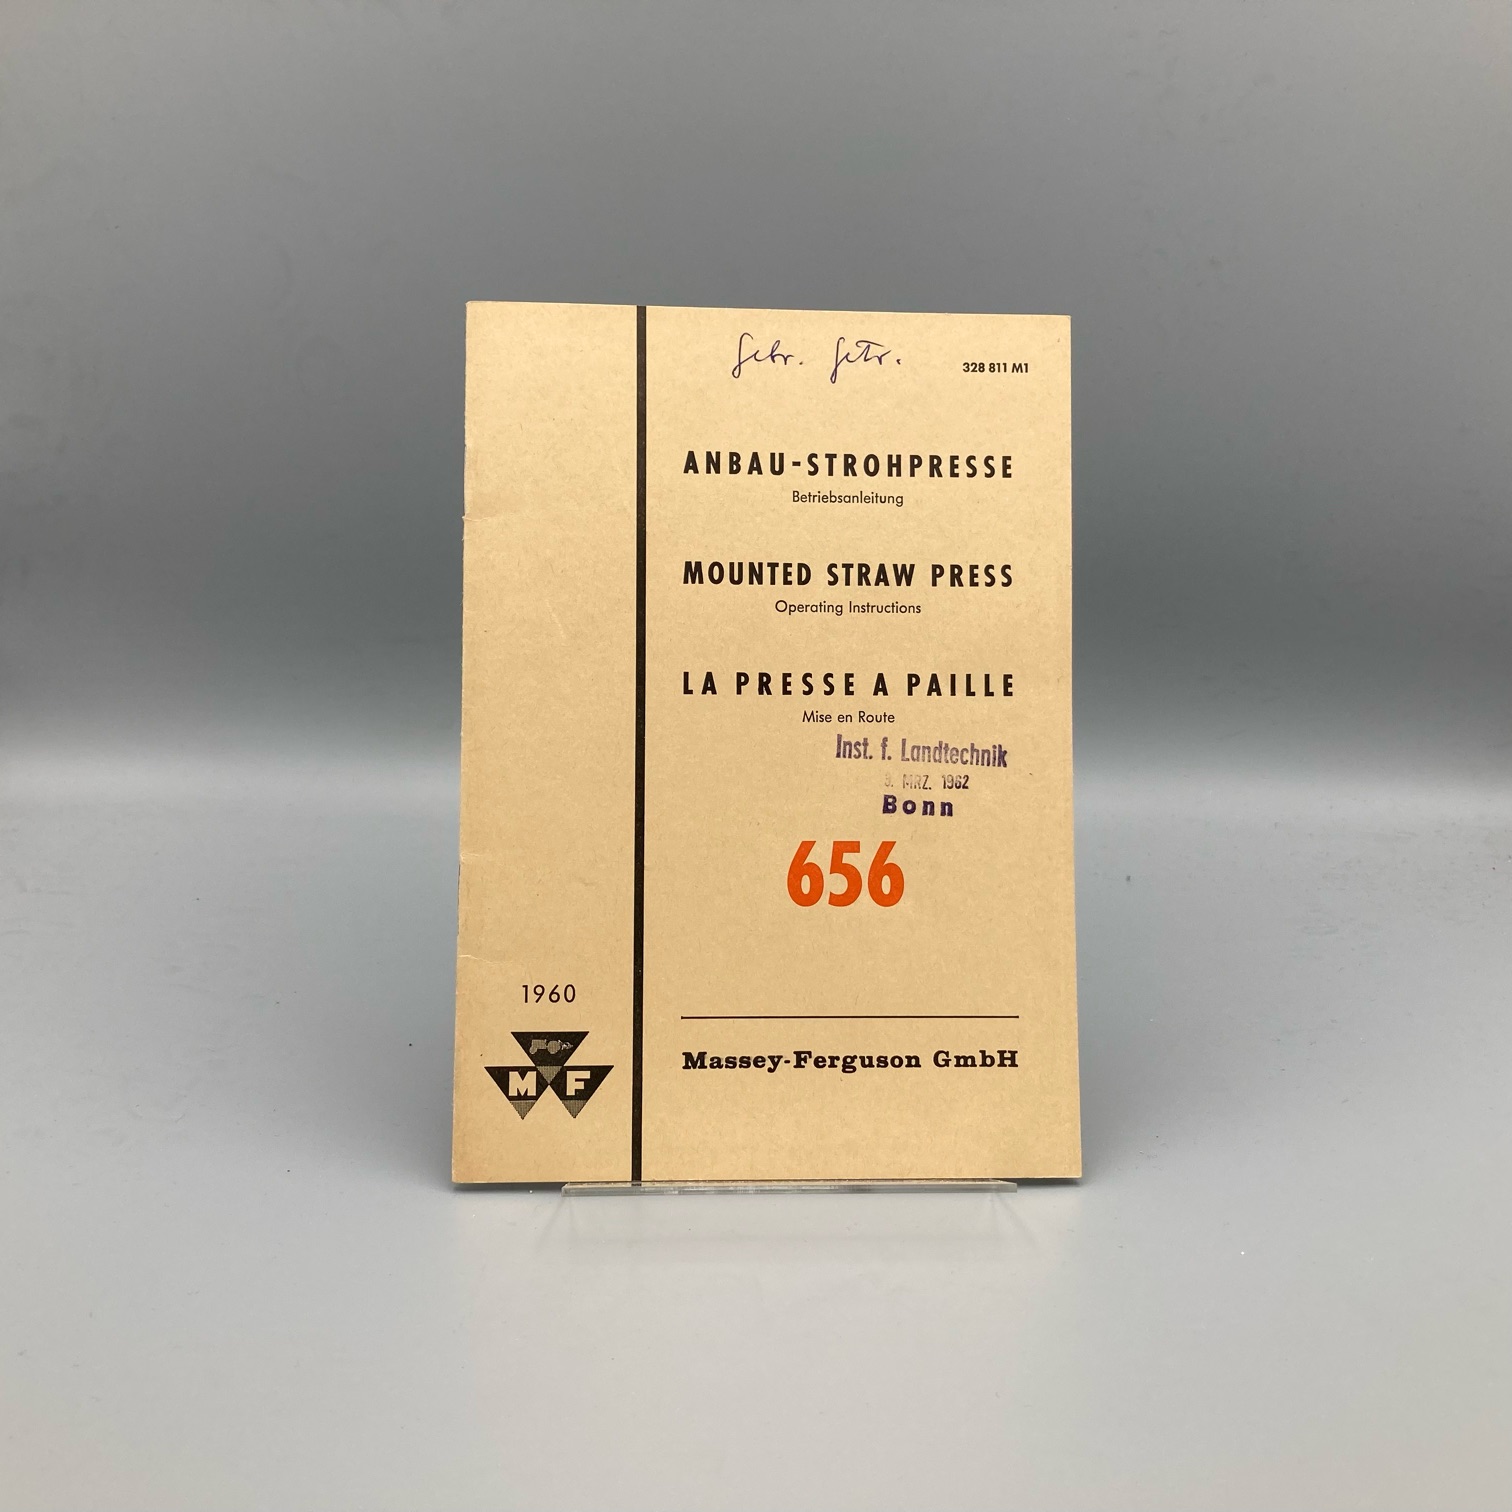 328 811 M1
ANBAU-STROHPRESSE
Betriebsanleitung
MOUNTED STRAW PRESS
Operating Instructions
LA PRESSE A PAILLE
Mise en Route
Inst. f. Landtechnik
MRZ. 1962
Bonn
656
1960
M F
Massey-Ferguson GmbH